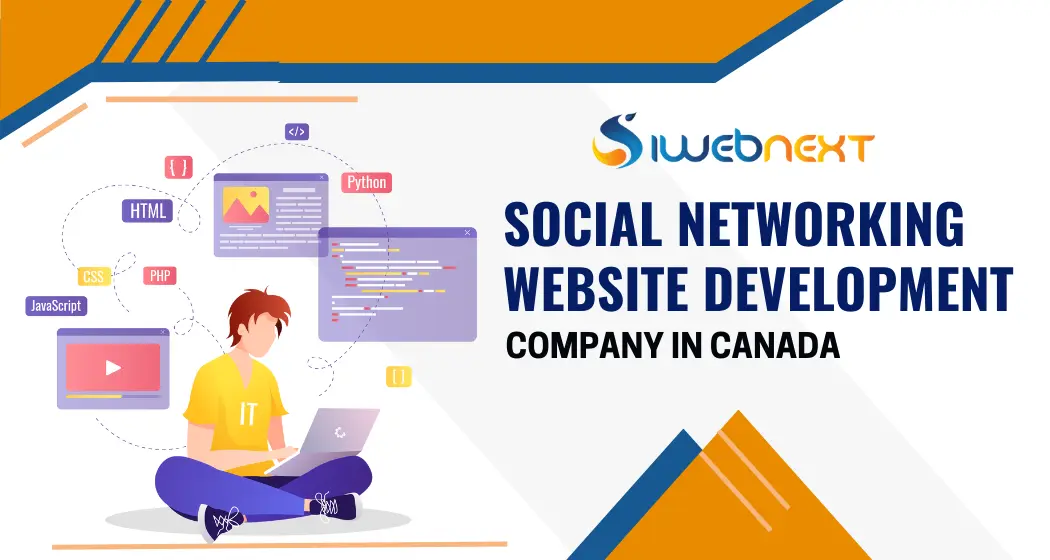 </>
{ }
Python
HTML
CSS
PHP
JavaScript
IT
[ ]
IWEBNEXT
SOCIAL NETWORKING
WEBSITE DEVELOPMENT
COMPANY IN CANADA